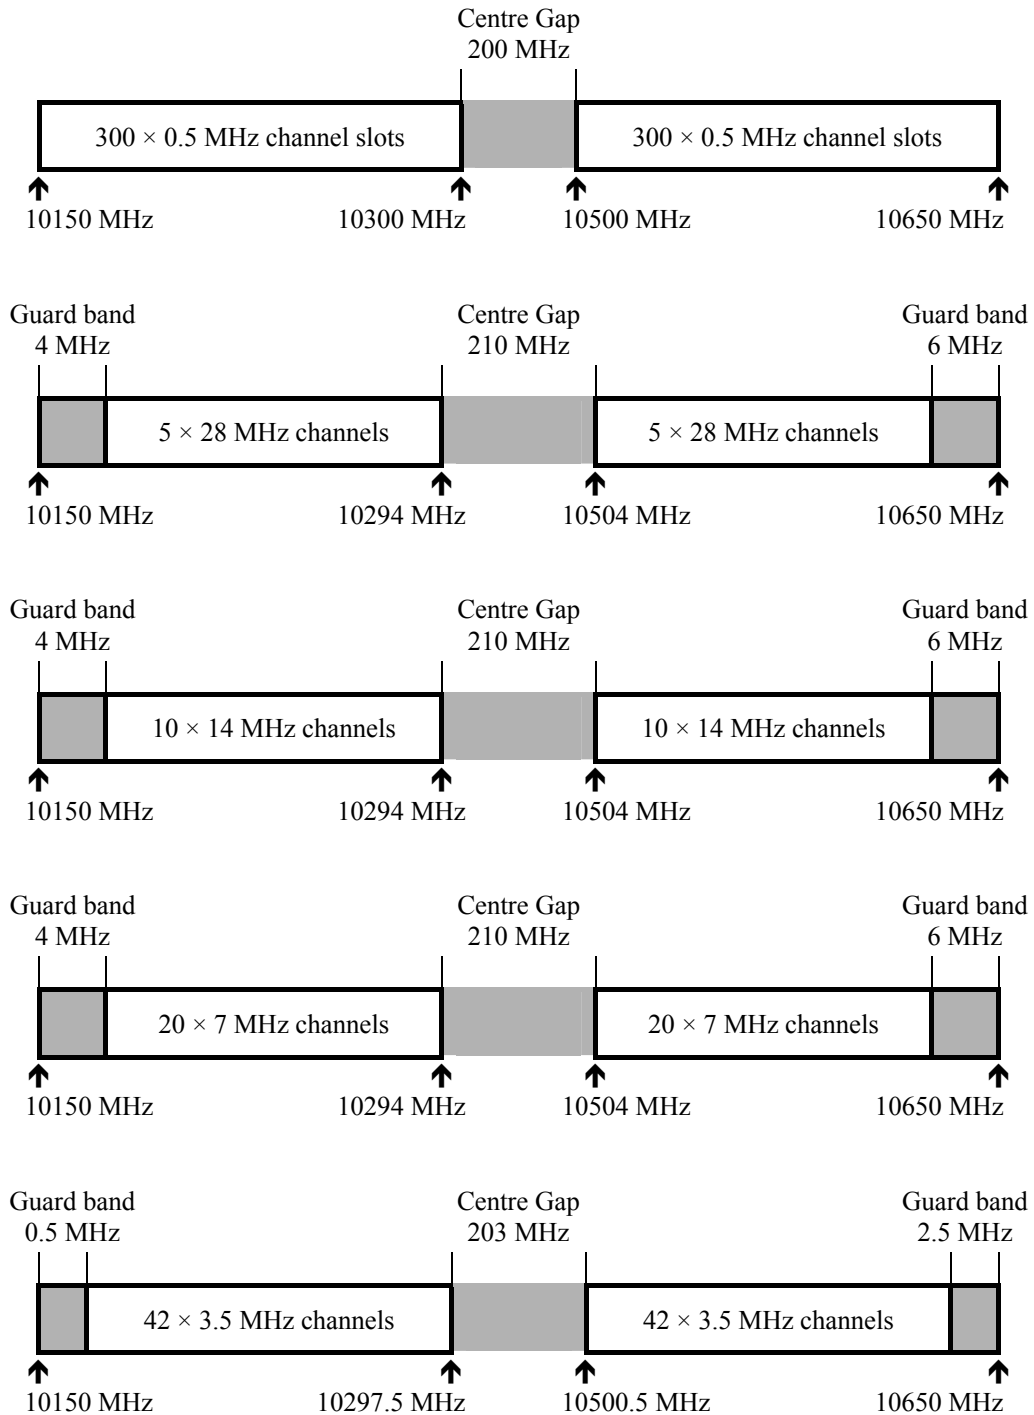 Centre Gap
200 MHz
300 × 0.5 MHz channel slots
300 × 0.5 MHz channel slots
10150 MHz
10300 MHz
10500 MHz
10650 MHz
Guard band
4 MHz
Centre Gap
210 MHz
Guard band
6 MHz
5 × 28 MHz channels
5 × 28 MHz channels
10150 MHz
10294 MHz
10504 MHz
10650 MHz
Guard band
4 MHz
Centre Gap
210 MHz
Guard band
6 MHz
10 × 14 MHz channels
10 × 14 MHz channels
10150 MHz
10294 MHz
10504 MHz
10650 MHz
Guard band
4 MHz
Centre Gap
210 MHz
Guard band
6 MHz
20 × 7 MHz channels
20 × 7 MHz channels
10150 MHz
10294 MHz
10504 MHz
10650 MHz
Guard band
0.5 MHz
Centre Gap
203 MHz
Guard band
2.5 MHz
42 × 3.5 MHz channels
42 × 3.5 MHz channels
10150 MHz
10297.5 MHz
10500.5 MHz
10650 MHz